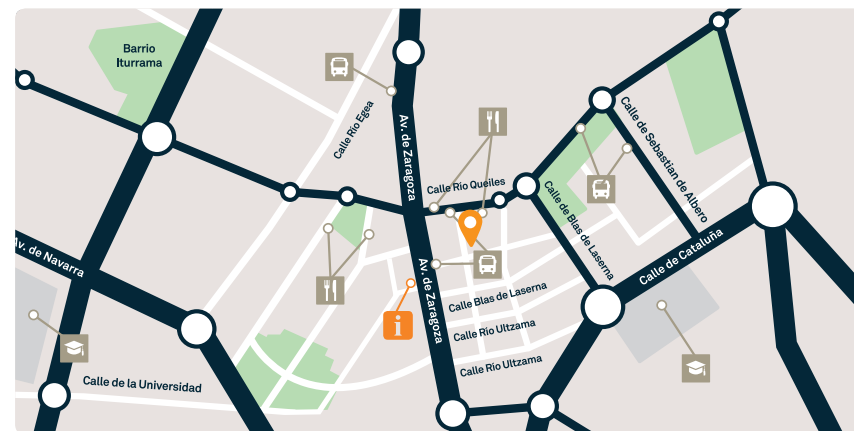 Barrio
Iturrama
Calle Río Egea
Av. de Zaragoza
Calle Río Queiles
Calle de Sebastian de Albero
Calle de Blas de Laserna
Av. de Navarra
Av. de Zaragoza
Calle de Cataluña
Calle Blas de Laserna
i
Calle Río Ultzama
Calle Río Ultzama
Calle de la Universidad